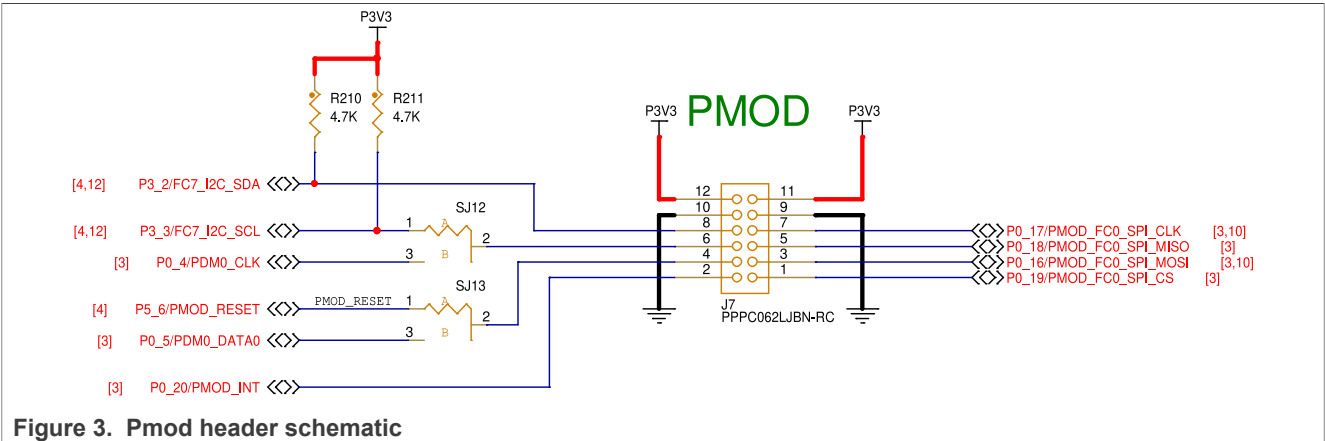 P3V3
R210
4.7K
R211
4.7K
P3V3
PMOD
P3V3
[4,12] P3_2/FC7_I2C_SDA
12 11
10 9
8 7
6 5
4 3
2 1
[4,12] P3_3/FC7_I2C_SCL
1 A SJ12
2
[3] P0_4/PDM0_CLK
3 B
P0_17/PMOD_FC0_SPI_CLK [3,10]
P0_18/PMOD_FC0_SPI_MISO [3]
P0_16/PMOD_FC0_SPI_MOSI [3,10]
P0_19/PMOD_FC0_SPI_CS [3]
[4] P5_6/PMOD_RESET
PMOD_RESET
1 A SJ13
2
[3] P0_5/PDM0_DATA0
3 B
J7
PPPC062LJBN-RC
[3] P0_20/PMOD_INT
Figure 3. Pmod header schematic